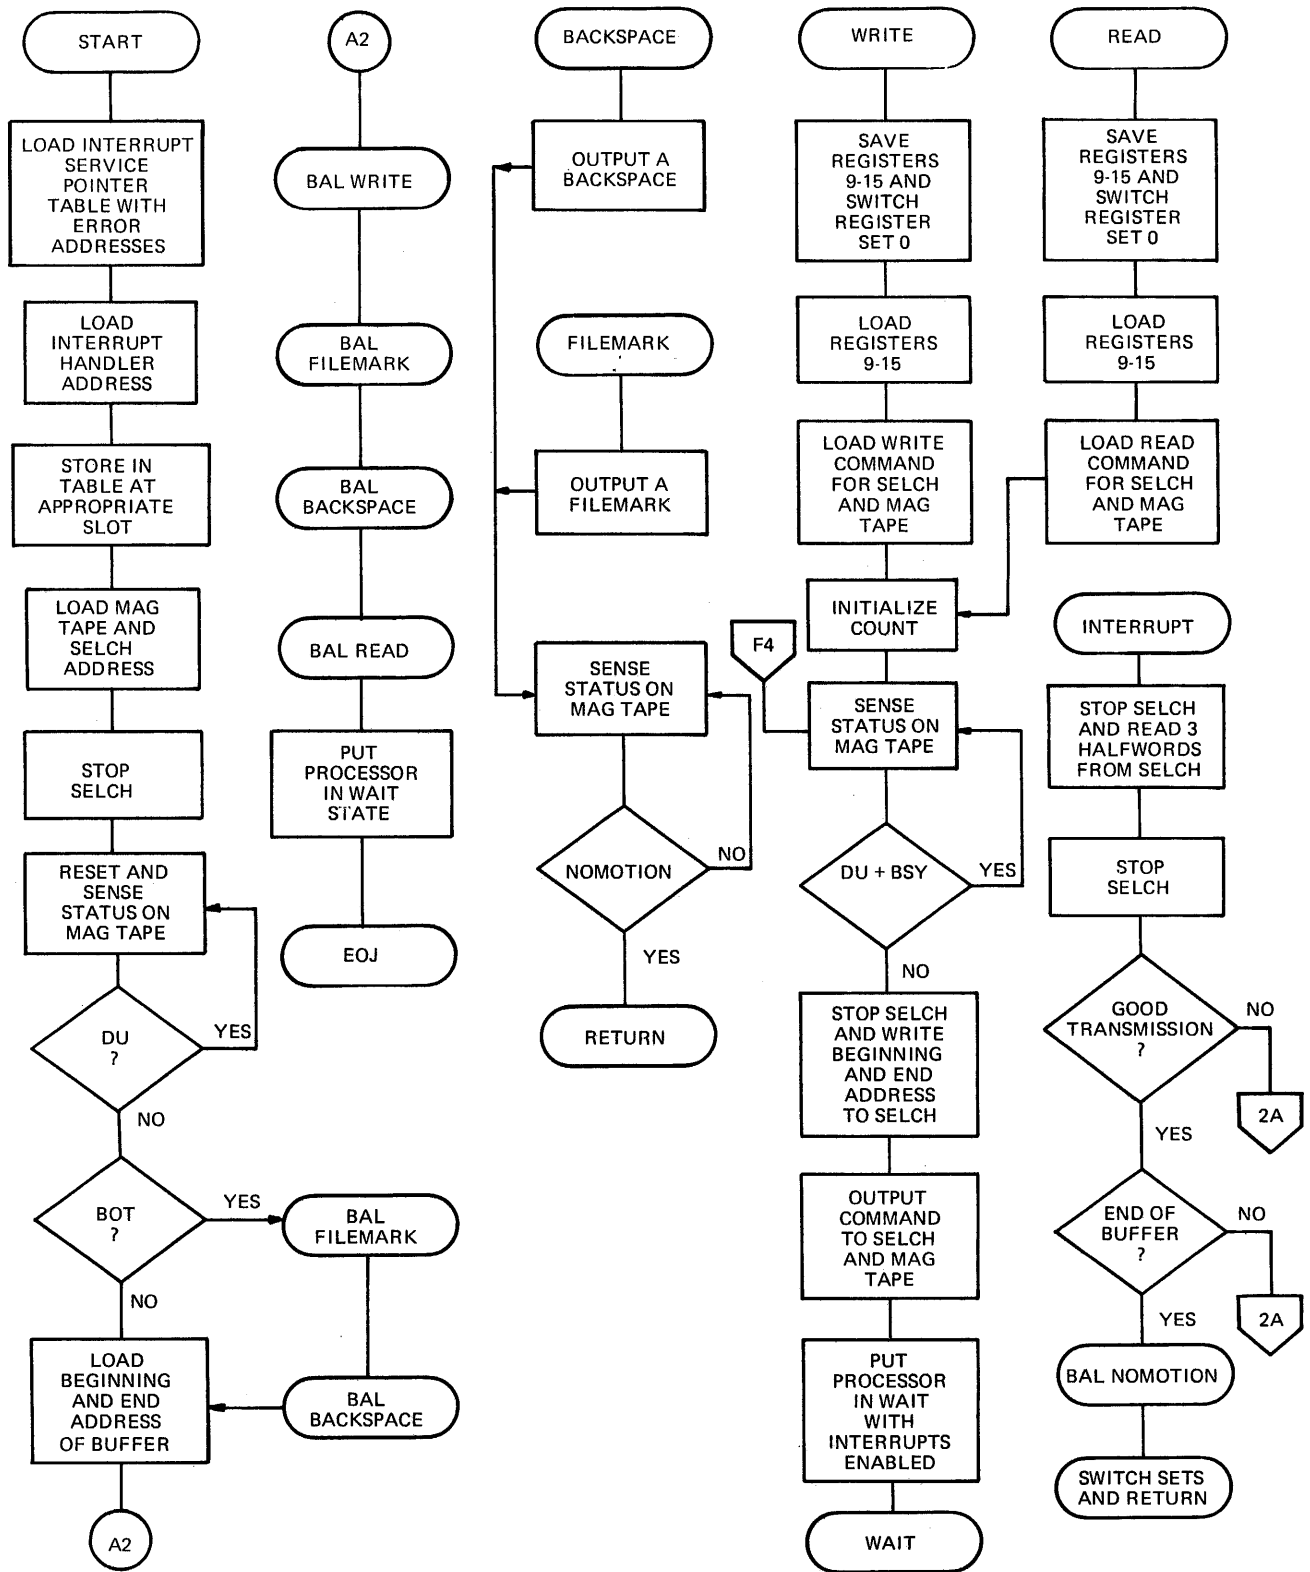 START
LOAD INTERRUPT
SERVICE
POINTER
TABLE WITH
ERROR
ADDRESSES
LOAD
INTERRUPT
HANDLER
ADDRESS
STORE IN
TABLE AT
APPROPRIATE
SLOT
LOAD MAG
TAPE AND
SELCH
ADDRESS
STOP
SELCH
RESET AND
SENSE
STATUS ON
MAG TAPE
DU
?
YES
NO
BOT
?
YES
NO
BAL
FILEMARK
BAL
BACKSPACE
LOAD
BEGINNING
AND END
ADDRESS
OF BUFFER
A2
A2
BAL WRITE
BAL
FILEMARK
BAL
BACKSPACE
BAL READ
PUT
PROCESSOR
IN WAIT
STATE
EOJ
BACKSPACE
OUTPUT A
BACKSPACE
FILEMARK
OUTPUT A
FILEMARK
SENSE
STATUS ON
MAG TAPE
NOMOTION
NO
YES
RETURN
WRITE
SAVE
REGISTERS
9-15 AND
SWITCH
REGISTER
SET 0
LOAD
REGISTERS
9-15
LOAD WRITE
COMMAND
FOR SELCH
AND MAG
TAPE
INITIALIZE
COUNT
F4
SENSE
STATUS ON
MAG TAPE
DU + BSY
YES
NO
STOP SELCH
AND WRITE
BEGINNING
AND END
ADDRESS
TO SELCH
OUTPUT
COMMAND
TO SELCH
AND MAG
TAPE
PUT
PROCESSOR
IN WAIT
WITH
INTERRUPTS
ENABLED
WAIT
READ
SAVE
REGISTERS
9-15 AND
SWITCH
REGISTER
SET 0
LOAD
REGISTERS
9-15
LOAD READ
COMMAND
FOR SELCH
AND MAG
TAPE
INTERRUPT
STOP SELCH
AND READ 3
HALFWORDS
FROM SELCH
STOP
SELCH
GOOD
TRANSMISSION
?
NO
2A
YES
END OF
BUFFER
?
NO
2A
YES
BAL NOMOTION
SWITCH SETS
AND RETURN